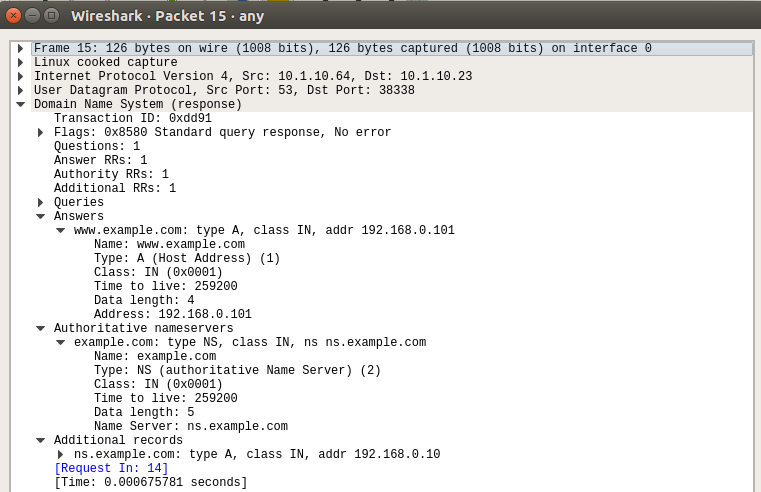 Wireshark · Packet 15 · any
Frame 15: 126 bytes on wire (1008 bits), 126 bytes captured (1008 bits) on interface 0
Linux cooked capture
Internet Protocol Version 4, Src: 10.1.10.64, Dst: 10.1.10.23
User Datagram Protocol, Src Port: 53, Dst Port: 38338
Domain Name System (response)
Transaction ID: 0xdd91
Flags: 0x8580 Standard query response, No error
Questions: 1
Answer RRs: 1
Authority RRs: 1
Additional RRs: 1
Queries
Answers
www.example.com: type A, class IN, addr 192.168.0.101
Name: www.example.com
Type: A (Host Address) (1)
Class: IN (0x0001)
Time to live: 259200
Data length: 4
Address: 192.168.0.101
Authoritative nameservers
example.com: type NS, class IN, ns ns.example.com
Name: example.com
Type: NS (authoritative Name Server) (2)
Class: IN (0x0001)
Time to live: 259200
Data length: 5
Name Server: ns.example.com
Additional records
ns.example.com: type A, class IN, addr 192.168.0.10
[Request In: 14]
[Time: 0.000675781 seconds]